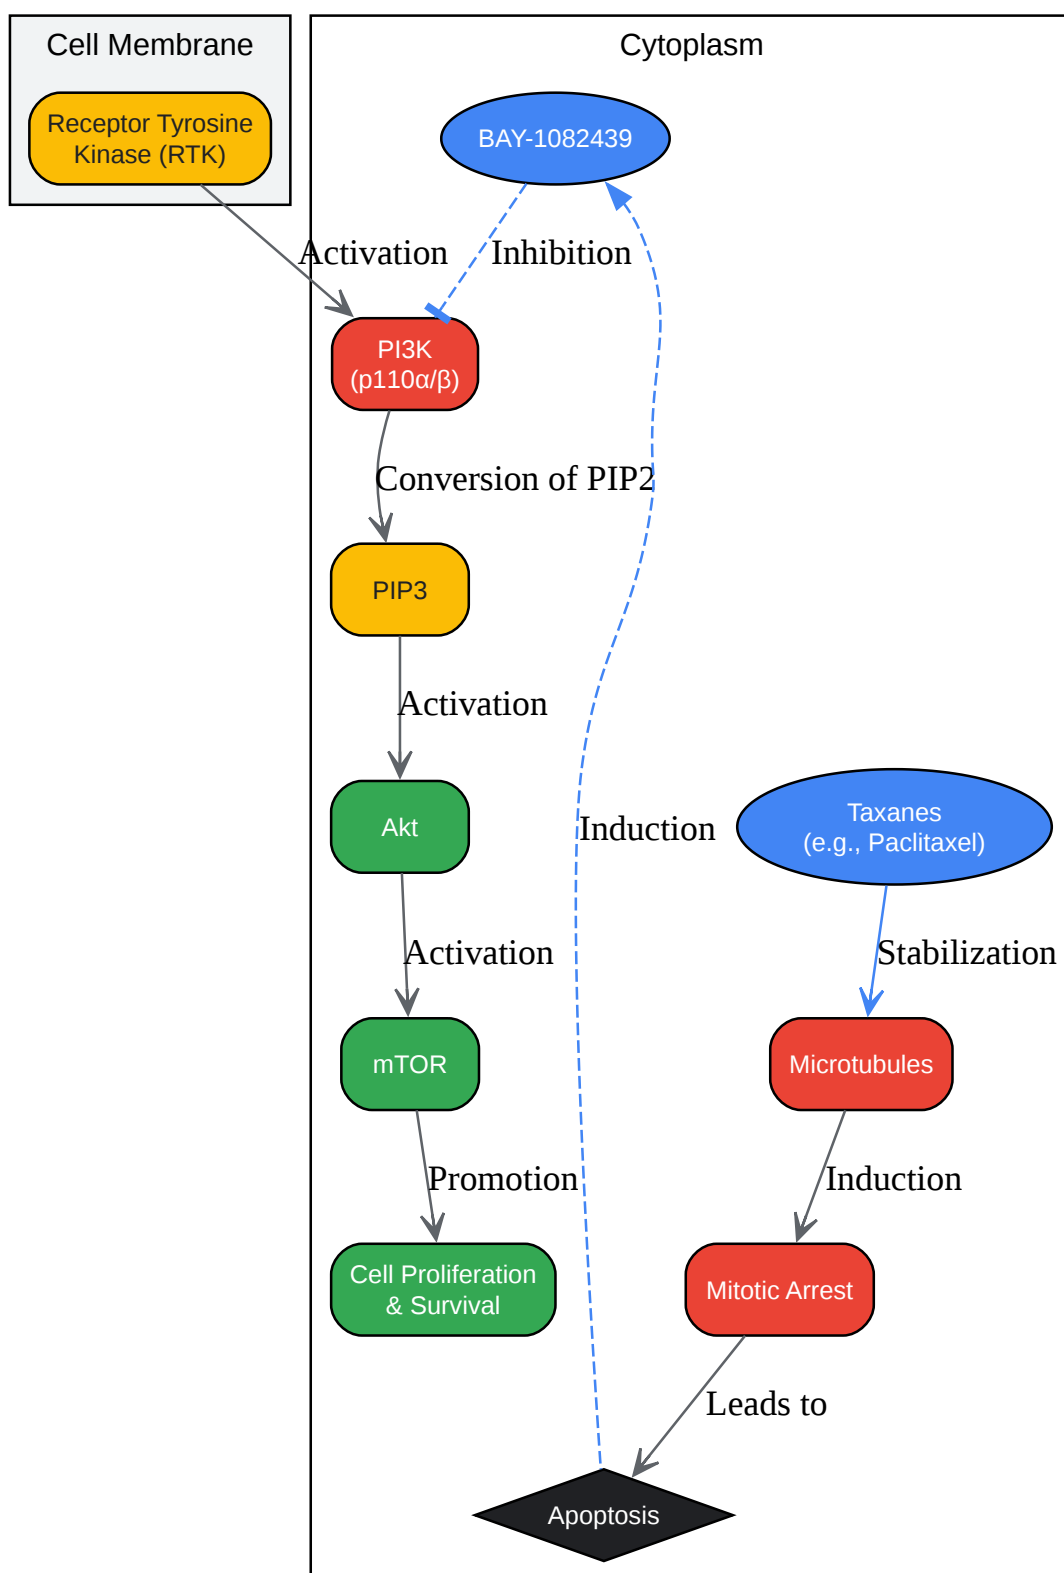 Cell Membrane
Cytoplasm
Receptor Tyrosine
Kinase (RTK)
BAY-1082439
Activation
Inhibition
PI3K
(p110α/β)
Conversion of PIP2
PIP3
Activation
Akt
Induction
Taxanes
(e.g., Paclitaxel)
Activation
Stabilization
mTOR
Microtubules
Promotion
Induction
Cell Proliferation
& Survival
Mitotic Arrest
Leads to
Apoptosis